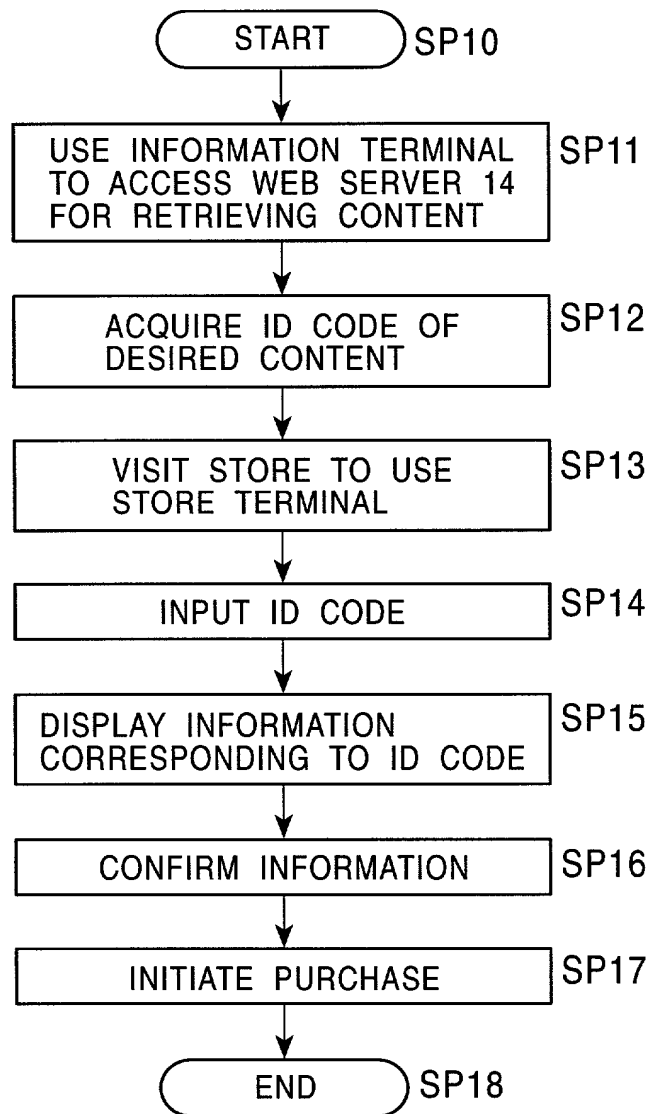 START SP10
USE INFORMATION TERMINAL SP11
TO ACCESS WEB SERVER 14
FOR RETRIEVING CONTENT
ACQUIRE ID CODE OF SP12
DESIRED CONTENT
VISIT STORE TO USE SP13
STORE TERMINAL
INPUT ID CODE SP14
DISPLAY INFORMATION SP15
CORRESPONDING TO ID CODE
CONFIRM INFORMATION SP16
INITIATE PURCHASE SP17
END SP18